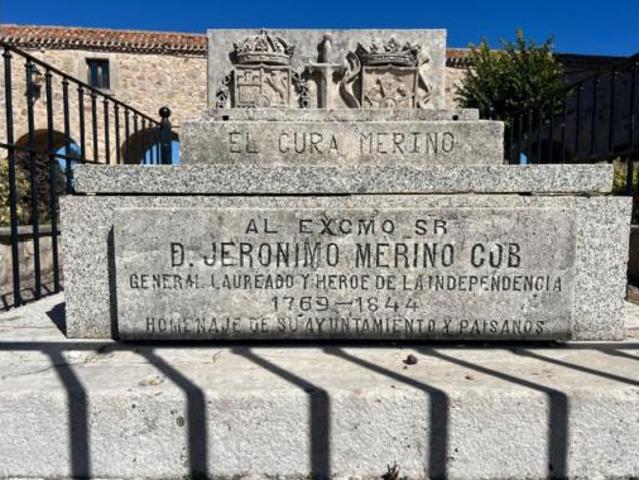 EL CURA MERINO
AL EXCMO SR
D. JERONIMO MERINO COB
GENERAL LAUREADO Y HEROE DE LA INDEPENDENCIA
1769-1844
HOMENAJE DE SU AYUNTAMIENTO Y PAISANOS